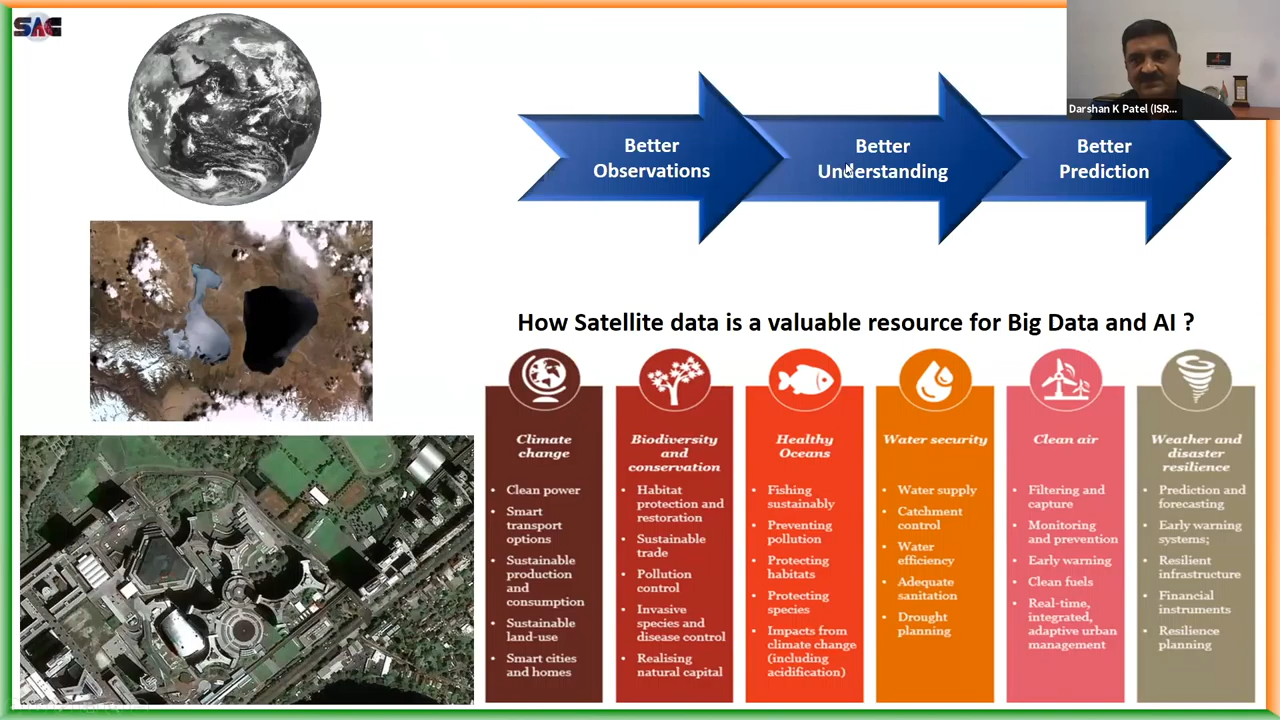 SAC
Darshan K Patel (ISR...
Better
Observations
Better
Understanding
Better
Prediction
How Satellite data is a valuable resource for Big Data and AI ?
Climate
change
• Clean power
• Smart
transport
options
• Sustainable
production
and
consumption
• Sustainable
land-use
• Smart cities
and homes
Biodiversity
and
conservation
• Habitat
protection and
restoration
• Sustainable
trade
• Pollution
control
• Invasive
species and
disease control
• Realising
natural capital
Healthy
Oceans
• Fishing
sustainably
• Preventing
pollution
• Protecting
habitats
• Protecting
species
• Impacts from
climate change
(including
acidification)
Water security
• Water supply
• Catchment
control
• Water
efficiency
• Adequate
sanitation
• Drought
planning
Clean air
• Filtering and
capture
• Monitoring
and prevention
• Early warning
• Clean fuels
• Real-time,
integrated,
adaptive urban
management
Weather and
disaster
resilience
• Prediction and
forecasting
• Early warning
systems;
• Resilient
infrastructure
• Financial
instruments
• Resilience
planning